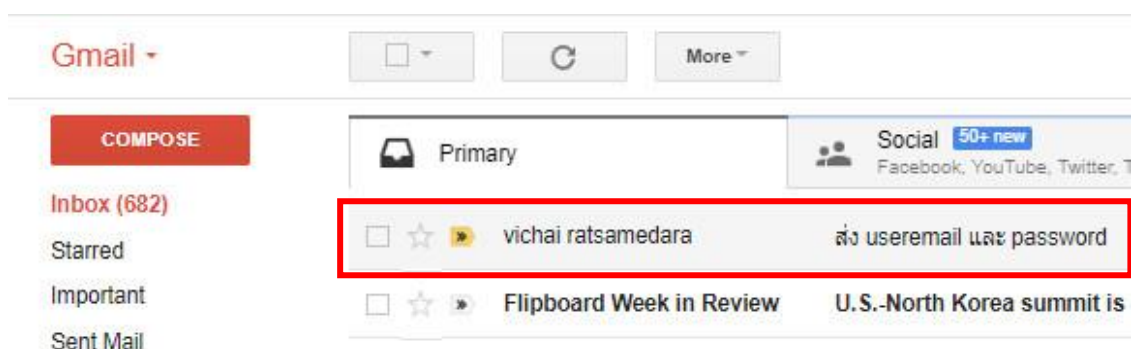 Gmail
More
COMPOSE
Primary
Social 50+ new
Facebook, YouTube, Twitter, T
Inbox (682)
vichai ratsamedara ส่ง useremail และ password
Starred
Important
Flipboard Week in Review U.S.-North Korea summit is
Sent Mail